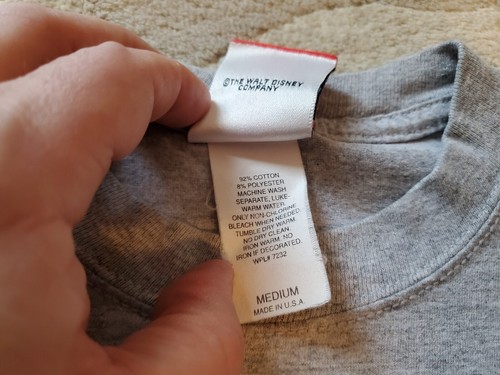 ©THE WALT DISNEY
COMPANY
92% COTTON
8% POLYESTER
MACHINE WASH
SEPARATE, LUKE-
WARM WATER.
ONLY NON-CHLORINE
BLEACH WHEN NEEDED.
TUMBLE DRY WARM.
NO DRY CLEAN.
IRON WARM. NO
IRON IF DECORATED.
WPL# 7232
MEDIUM
MADE IN U.S.A.